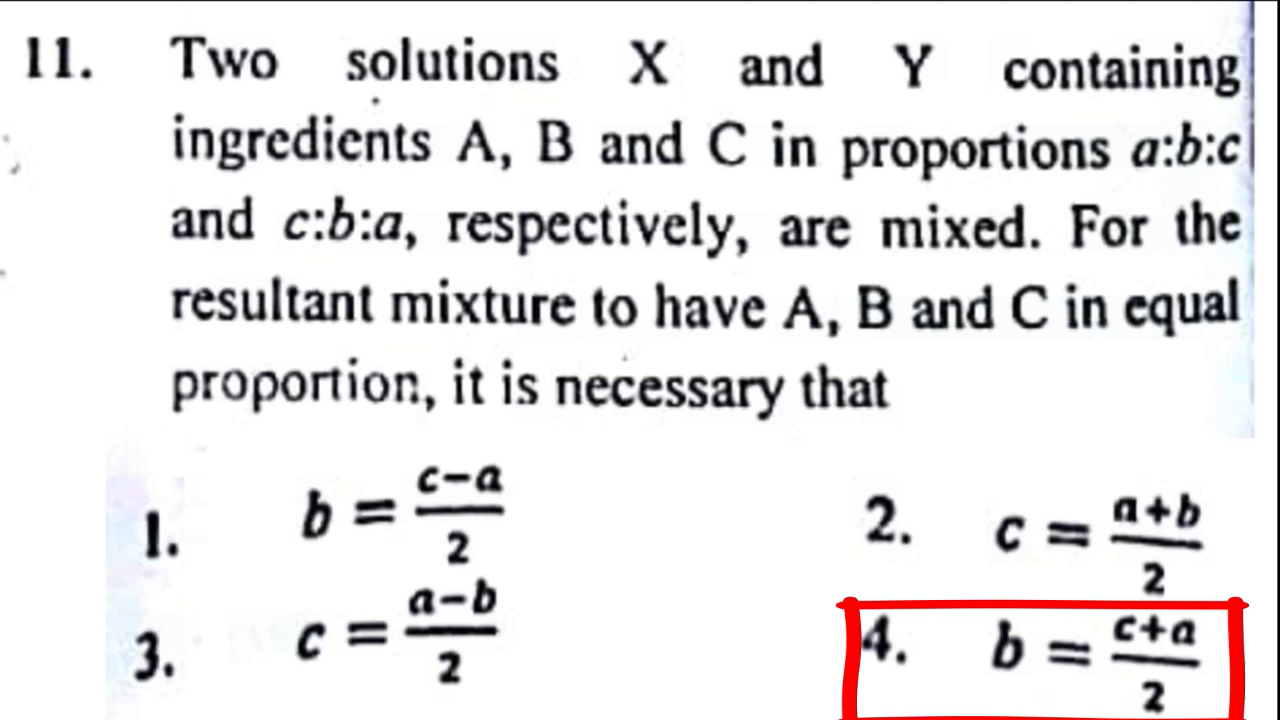 11. Two solutions X and Y containing
ingredients A, B and C in proportions a:b:c
and c:b:a, respectively, are mixed. For the
resultant mixture to have A, B and C in equal
proportion, it is necessary that
1. b = (c−a)/2
2. c = (a+b)/2
3. c = (a−b)/2
4. b = (c+a)/2